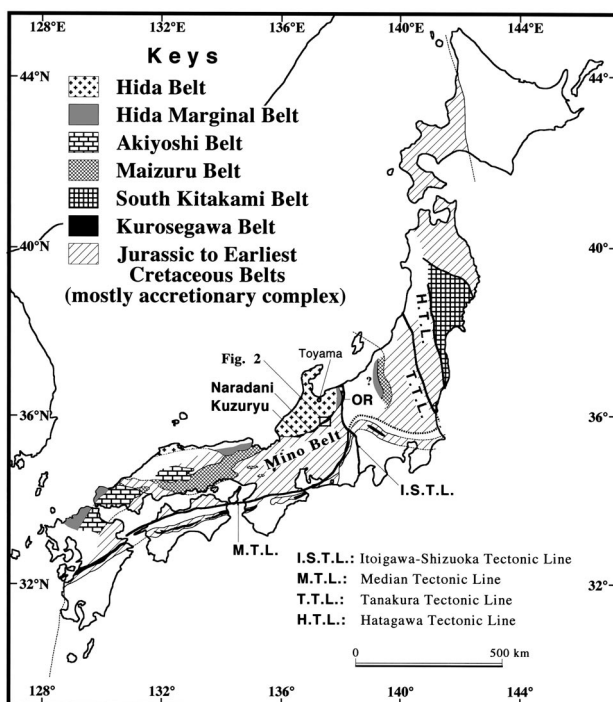 128°E 132°E 136°E 140°E 144°E
Keys
Hida Belt
Hida Marginal Belt
Akiyoshi Belt
Maizuru Belt
South Kitakami Belt
Kurosegawa Belt
Jurassic to Earliest
Cretaceous Belts
(mostly accretionary complex)
44°N
44°-
40°N
40°-
H.T.L.
T.T.L.
Fig. 2
Toyama
?
Naradani
OR
Kuzuryu
36°N
36°-
Mino Belt
I.S.T.L.
M.T.L.
I.S.T.L.: Itoigawa-Shizuoka Tectonic Line
M.T.L.: Median Tectonic Line
T.T.L.: Tanakura Tectonic Line
H.T.L.: Hatagawa Tectonic Line
32°N
32°-
0 500 km
128° 132° 136° 140° 144°